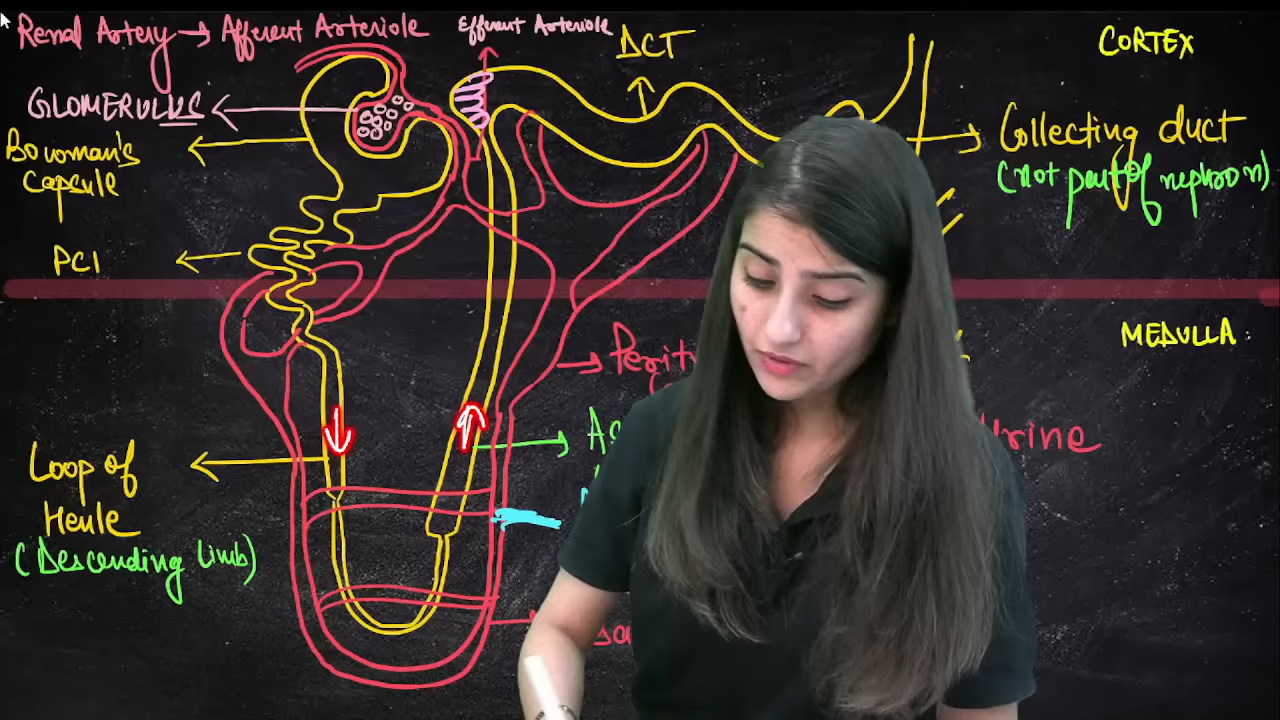 Renal Artery → Afferent Arteriole
Efferent Arteriole
DCT
CORTEX
GLOMERULUS
Collecting duct
(not part of nephron)
Bowman's
Capsule
PCT
MEDULLA
Urine
Loop of
Henle
(Descending limb)